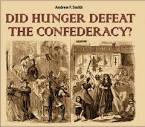 Andrew F. Smith
DID HUNGER DEFEAT
THE CONFEDERACY?